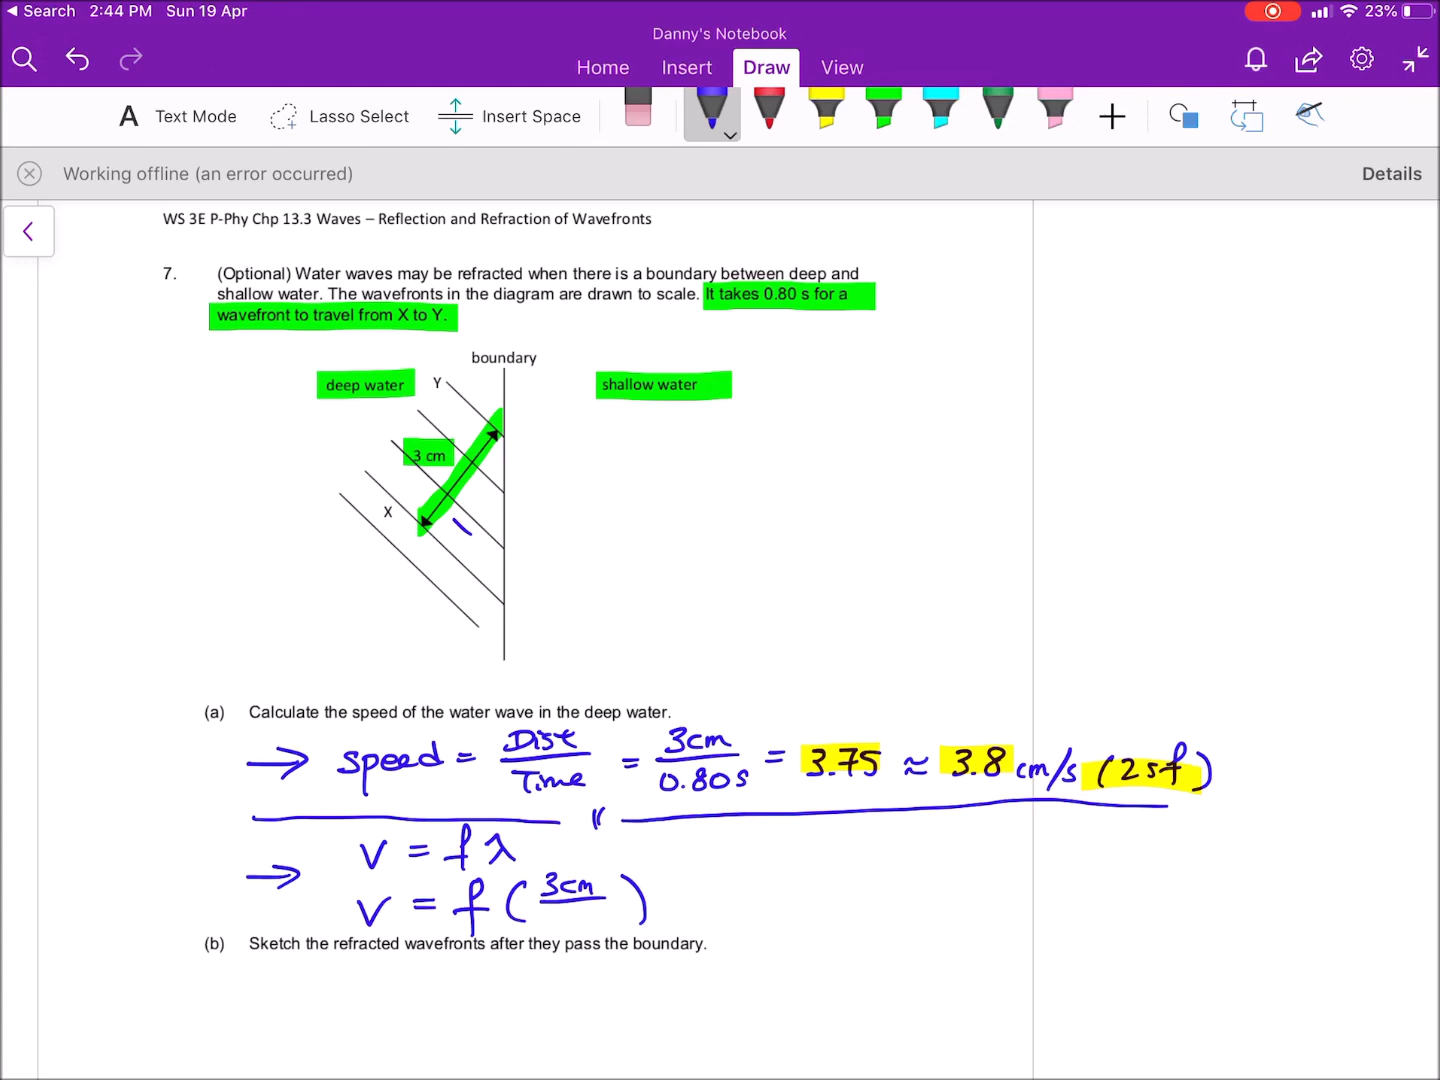 Search 2:44 PM Sun 19 Apr 23%
Danny's Notebook
Home Insert Draw View
A Text Mode Lasso Select Insert Space
Working offline (an error occurred) Details
WS 3E P-Phy Chp 13.3 Waves – Reflection and Refraction of Wavefronts
7. (Optional) Water waves may be refracted when there is a boundary between deep and
shallow water. The wavefronts in the diagram are drawn to scale. It takes 0.80 s for a
wavefront to travel from X to Y.
boundary
deep water Y shallow water
3 cm
X
(a) Calculate the speed of the water wave in the deep water.
→ speed = Dist / Time = 3cm / 0.80s = 3.75 ≈ 3.8 cm/s (2sf)
v = fλ
→ v = f (3cm )
(b) Sketch the refracted wavefronts after they pass the boundary.